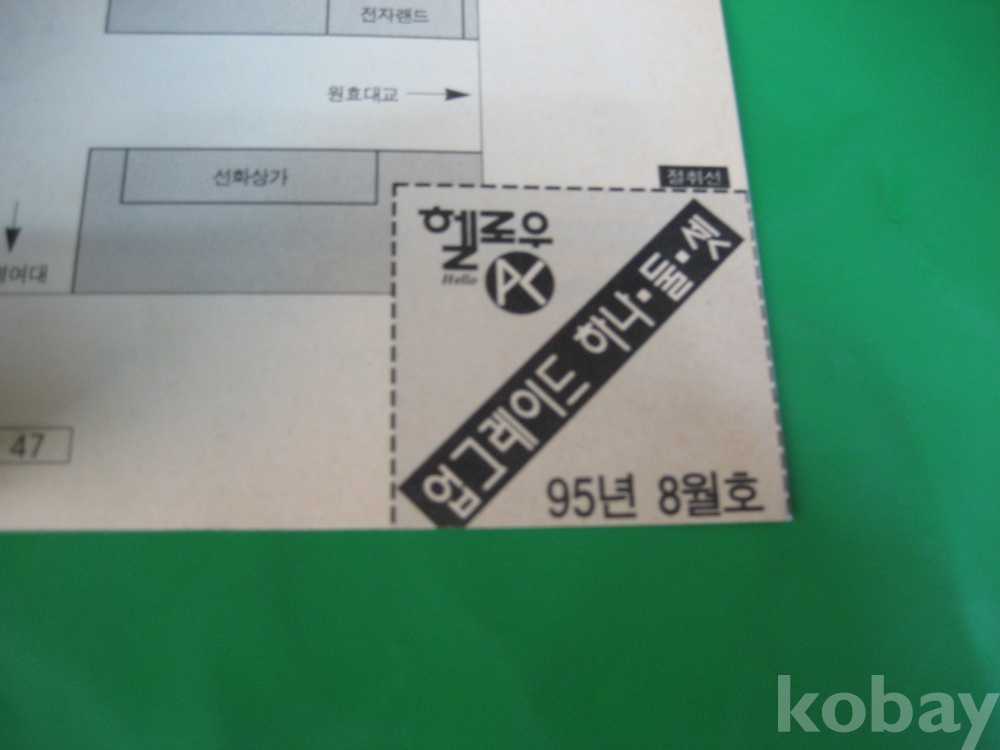 전자랜드
원효대교
선화상가
절취선
헬로우
Hello
업그레이드 하나·둘·셋
47
95년 8월호
kobay